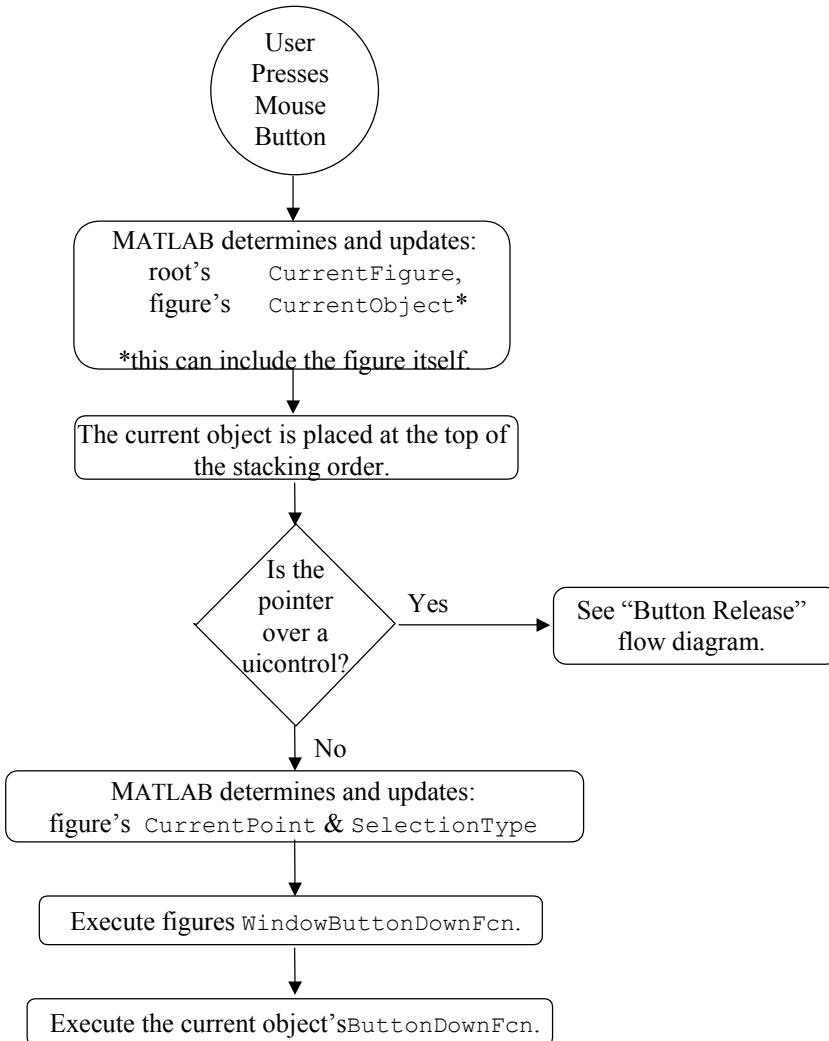 User
Presses
Mouse
Button
MATLAB determines and updates:
root's CurrentFigure,
figure's CurrentObject*
*this can include the figure itself.
The current object is placed at the top of
the stacking order.
Is the
pointer
over a
uicontrol?
Yes
See “Button Release”
flow diagram.
No
MATLAB determines and updates:
figure's CurrentPoint & SelectionType
Execute figures WindowButtonDownFcn.
Execute the current object'sButtonDownFcn.